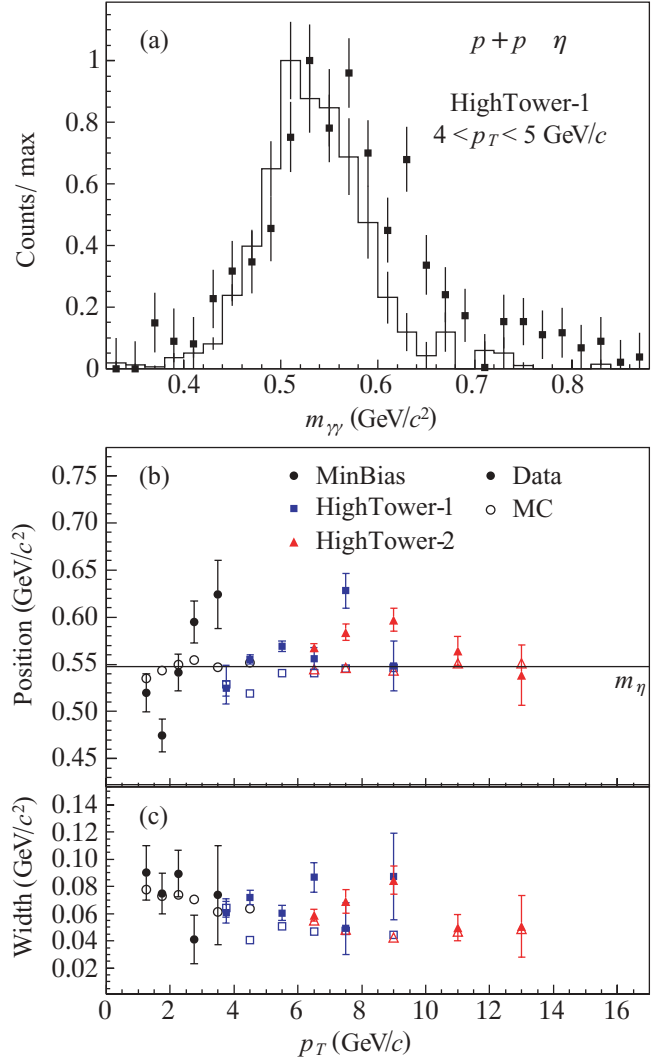 (a)
p + p η
HighTower-1
4 < p_T < 5 GeV/c
Counts/ max
1
0.8
0.6
0.4
0.2
0
0.4 0.5 0.6 0.7 0.8
m_γγ (GeV/c²)
(b)
MinBias
Data
HighTower-1
MC
HighTower-2
Position (GeV/c²)
0.75
0.70
0.65
0.60
0.55
0.50
0.45
m_η
(c)
Width (GeV/c²)
0.14
0.12
0.10
0.08
0.06
0.04
0.02
0 2 4 6 8 10 12 14 16
p_T (GeV/c)